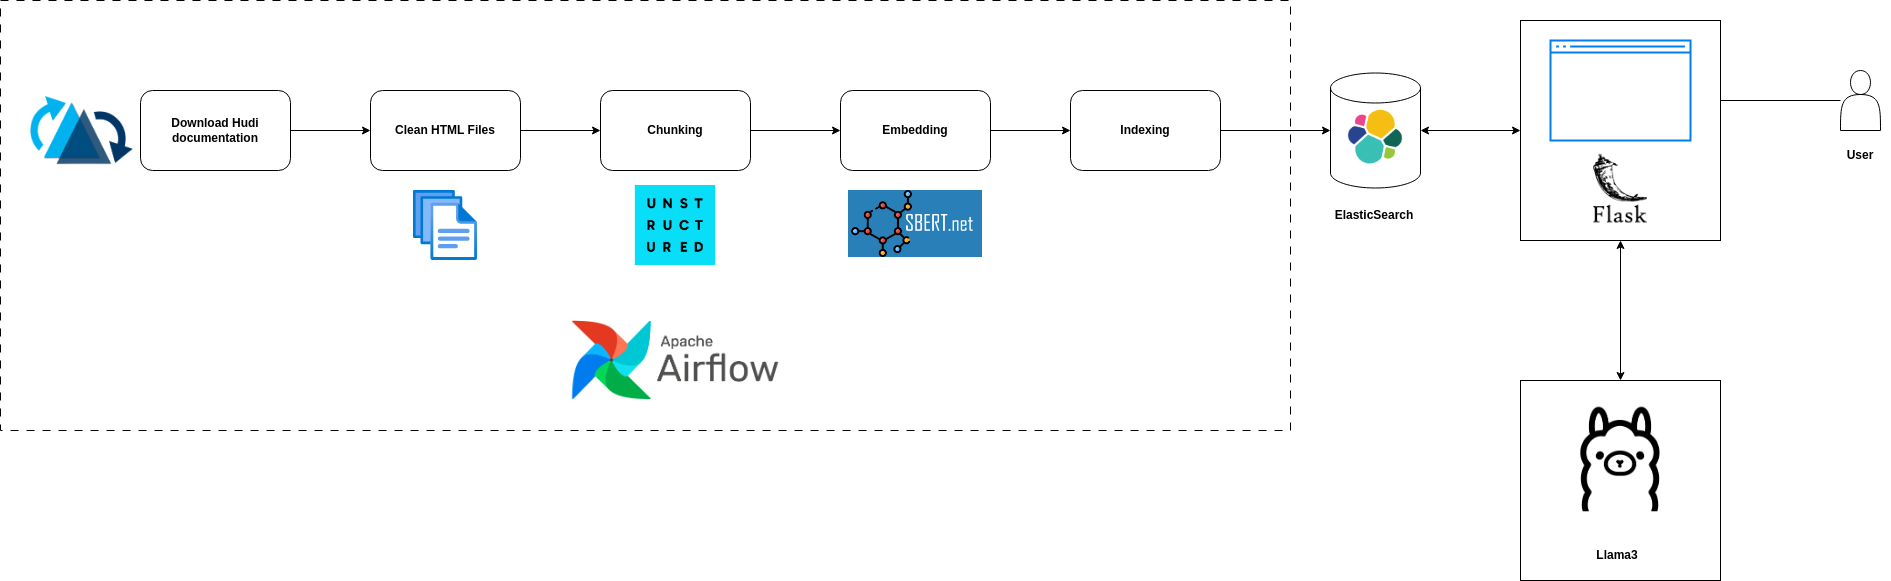 Download Hudi
documentation
Clean HTML Files
Chunking
Embedding
Indexing
UNST
RUCT
URED
SBERT.net
Apache
Airflow
ElasticSearch
Flask
User
Llama3